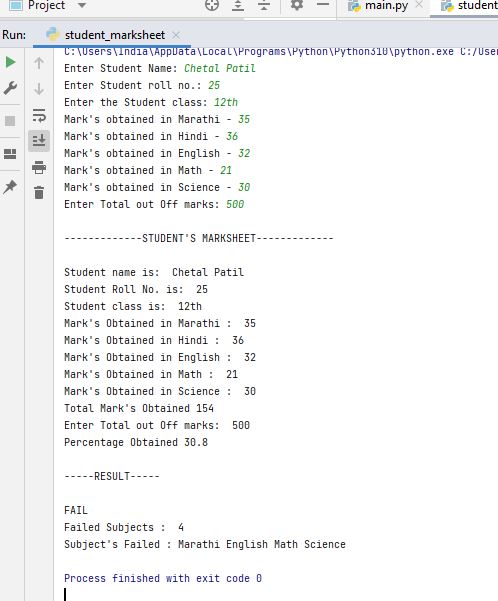 Project main.py student
Run: student_marksheet
C:\Users\India\AppData\Local\Programs\Python\Python310\python.exe C:/User
Enter Student Name: Chetal Patil
Enter Student roll no.: 25
Enter the Student class: 12th
Mark's obtained in Marathi - 35
Mark's obtained in Hindi - 36
Mark's obtained in English - 32
Mark's obtained in Math - 21
Mark's obtained in Science - 30
Enter Total out Off marks: 500
-------------STUDENT'S MARKSHEET-------------
Student name is:  Chetal Patil
Student Roll No. is:  25
Student class is:  12th
Mark's Obtained in Marathi :  35
Mark's Obtained in Hindi :  36
Mark's Obtained in English :  32
Mark's Obtained in Math :  21
Mark's Obtained in Science :  30
Total Mark's Obtained 154
Enter Total out Off marks:  500
Percentage Obtained 30.8
-----RESULT-----
FAIL
Failed Subjects :  4
Subject's Failed : Marathi English Math Science
Process finished with exit code 0